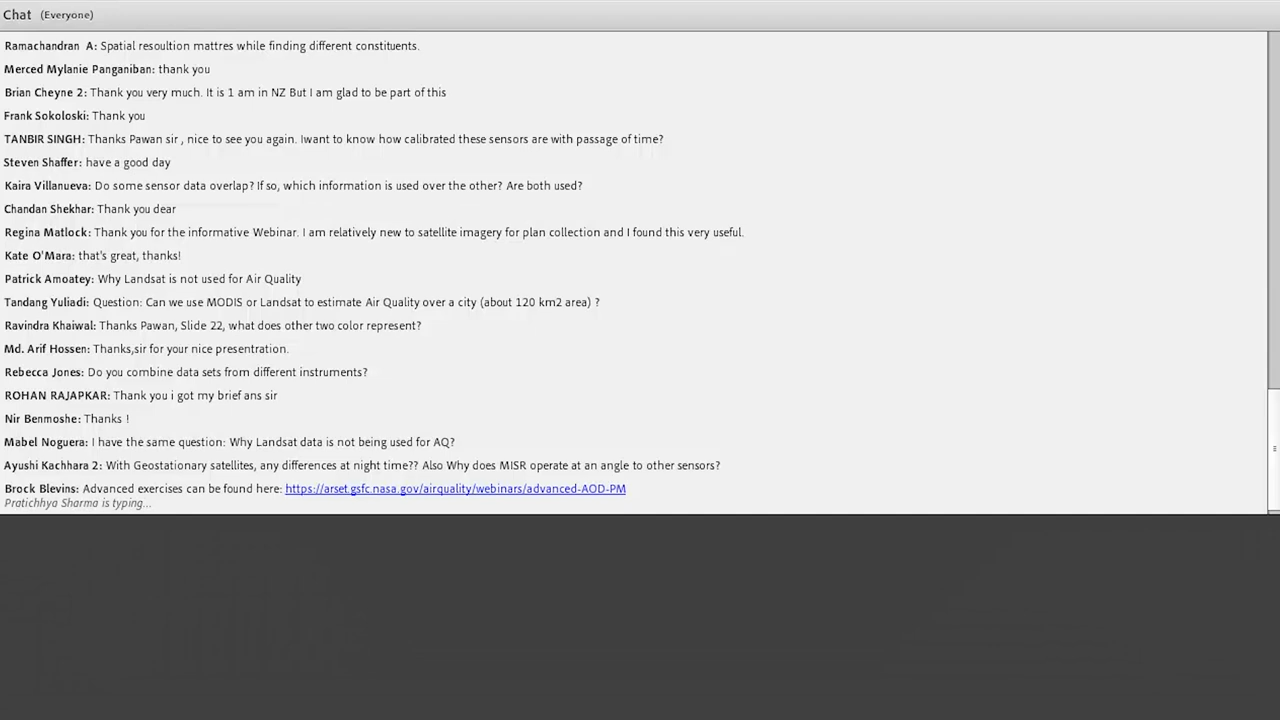 Chat (Everyone)
Ramachandran A: Spatial resoultion mattres while finding different constituents.
Merced Mylanie Panganiban: thank you
Brian Cheyne 2: Thank you very much. It is 1 am in NZ But I am glad to be part of this
Frank Sokoloski: Thank you
TANBIR SINGH: Thanks Pawan sir , nice to see you again. Iwant to know how calibrated these sensors are with passage of time?
Steven Shaffer: have a good day
Kaira Villanueva: Do some sensor data overlap? If so, which information is used over the other? Are both used?
Chandan Shekhar: Thank you dear
Regina Matlock: Thank you for the informative Webinar. I am relatively new to satellite imagery for plan collection and I found this very useful.
Kate O'Mara: that's great, thanks!
Patrick Amoatey: Why Landsat is not used for Air Quality
Tandang Yuliadi: Question: Can we use MODIS or Landsat to estimate Air Quality over a city (about 120 km2 area) ?
Ravindra Khaiwal: Thanks Pawan, Slide 22, what does other two color represent?
Md. Arif Hossen: Thanks,sir for your nice presentation.
Rebecca Jones: Do you combine data sets from different instruments?
ROHAN RAJAPKAR: Thank you i got my brief ans sir
Nir Benmoshe: Thanks !
Mabel Noguera: I have the same question: Why Landsat data is not being used for AQ?
Ayushi Kachhara 2: With Geostationary satellites, any differences at night time?? Also Why does MISR operate at an angle to other sensors?
Brock Blevins: Advanced exercises can be found here: https://arset.gsfc.nasa.gov/airquality/webinars/advanced-AOD-PM
Pratichhya Sharma is typing...